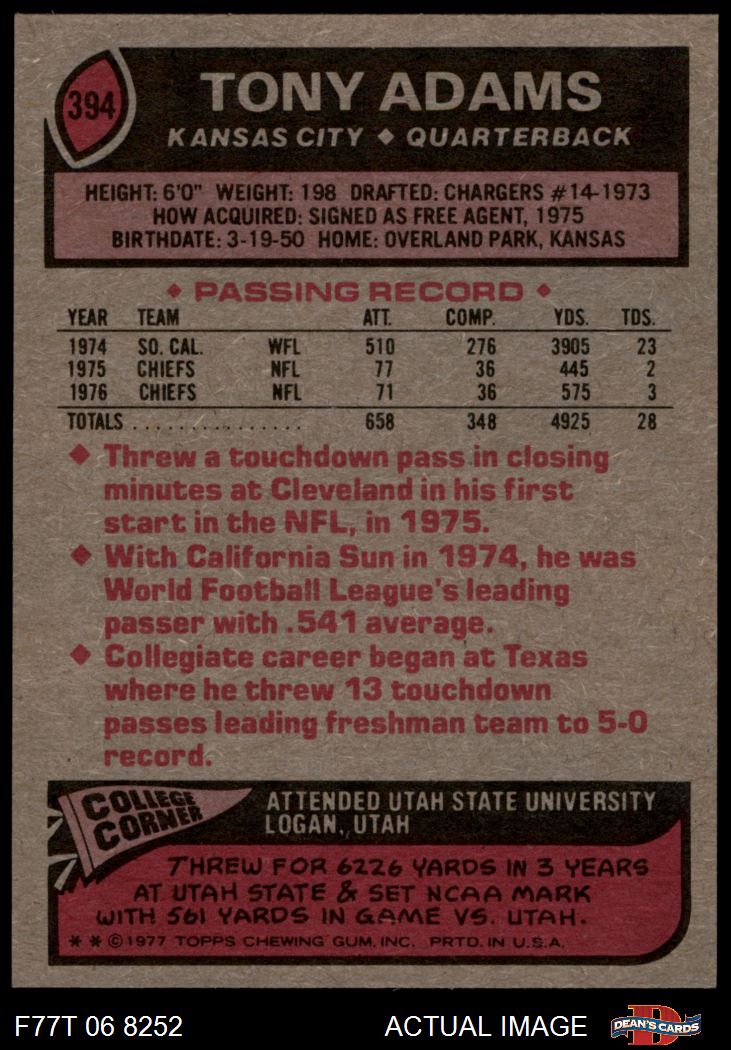 394
TONY ADAMS
KANSAS CITY ◆ QUARTERBACK
HEIGHT: 6'0" WEIGHT: 198 DRAFTED: CHARGERS #14-1973
HOW ACQUIRED: SIGNED AS FREE AGENT, 1975
BIRTHDATE: 3-19-50 HOME: OVERLAND PARK, KANSAS
◆ PASSING RECORD ◆
YEAR TEAM ATT. COMP. YDS. TDS.
1974 SO. CAL. WFL 510 276 3905 23
1975 CHIEFS NFL 77 36 445 2
1976 CHIEFS NFL 71 36 575 3
TOTALS . . . . . . . . . . . . . . . 658 348 4925 28
◆ Threw a touchdown pass in closing
minutes at Cleveland in his first
start in the NFL, in 1975.
◆ With California Sun in 1974, he was
World Football League's leading
passer with .541 average.
◆ Collegiate career began at Texas
where he threw 13 touchdown
passes leading freshman team to 5-0
record.
COLLEGE
CORNER
ATTENDED UTAH STATE UNIVERSITY
LOGAN, UTAH
THREW FOR 6226 YARDS IN 3 YEARS
AT UTAH STATE & SET NCAA MARK
WITH 561 YARDS IN GAME VS. UTAH.
* * © 1977 TOPPS CHEWING GUM, INC. PRTD. IN U.S.A.
F77T 06 8252 ACTUAL IMAGE
D
DEAN'S CARDS